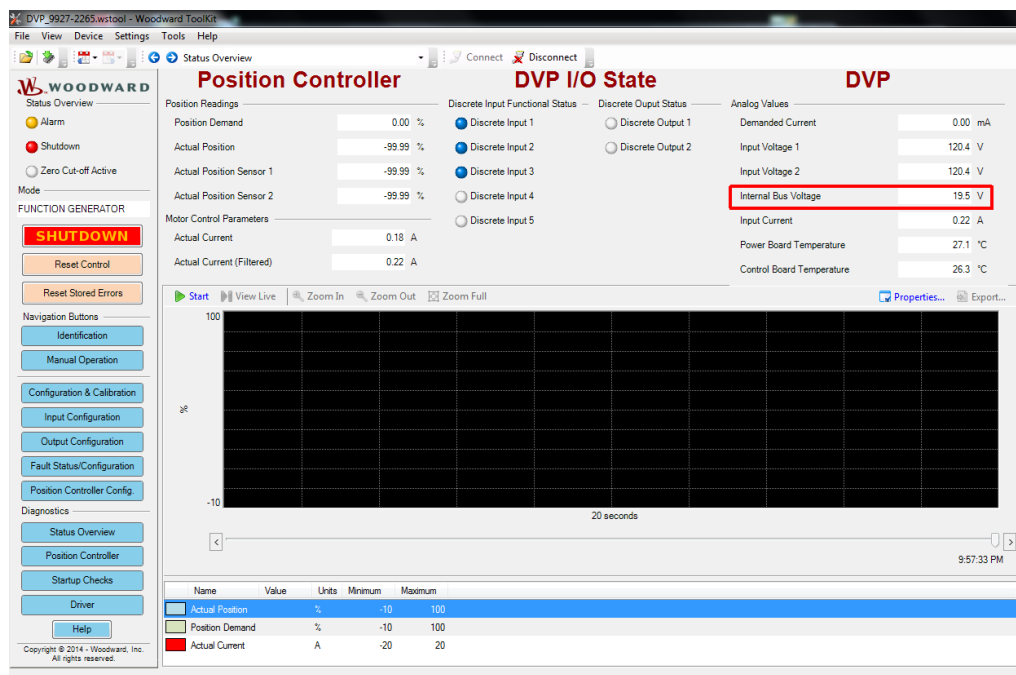 DVP_9927-2265.wstool - Woodward ToolKit
File View Device Settings Tools Help
Status Overview Connect Disconnect
WOODWARD
Status Overview
Alarm
Shutdown
Zero Cut-off Active
Mode
FUNCTION GENERATOR
SHUTDOWN
Reset Control
Reset Stored Errors
Navigation Buttons
Identification
Manual Operation
Configuration & Calibration
Input Configuration
Output Configuration
Fault Status/Configuration
Position Controller Config.
Diagnostics
Status Overview
Position Controller
Startup Checks
Driver
Help
Copyright © 2014 - Woodward, Inc.
All rights reserved.
Position Controller
Position Readings
Position Demand 0.00 %
Actual Position -99.99 %
Actual Position Sensor 1 -99.99 %
Actual Position Sensor 2 -99.99 %
Motor Control Parameters
Actual Current 0.18 A
Actual Current (Filtered) 0.22 A
DVP I/O State
Discrete Input Functional Status Discrete Ouput Status
Discrete Input 1 Discrete Output 1
Discrete Input 2 Discrete Output 2
Discrete Input 3
Discrete Input 4
Discrete Input 5
DVP
Analog Values
Demanded Current 0.00 mA
Input Voltage 1 120.4 V
Input Voltage 2 120.4 V
Internal Bus Voltage 19.5 V
Input Current 0.22 A
Power Board Temperature 27.1 °C
Control Board Temperature 26.3 °C
Start View Live Zoom In Zoom Out Zoom Full Properties... Export...
100
%
-10
20 seconds
9:57:33 PM
Name Value Units Minimum Maximum
Actual Position % -10 100
Position Demand % -10 100
Actual Current A -20 20